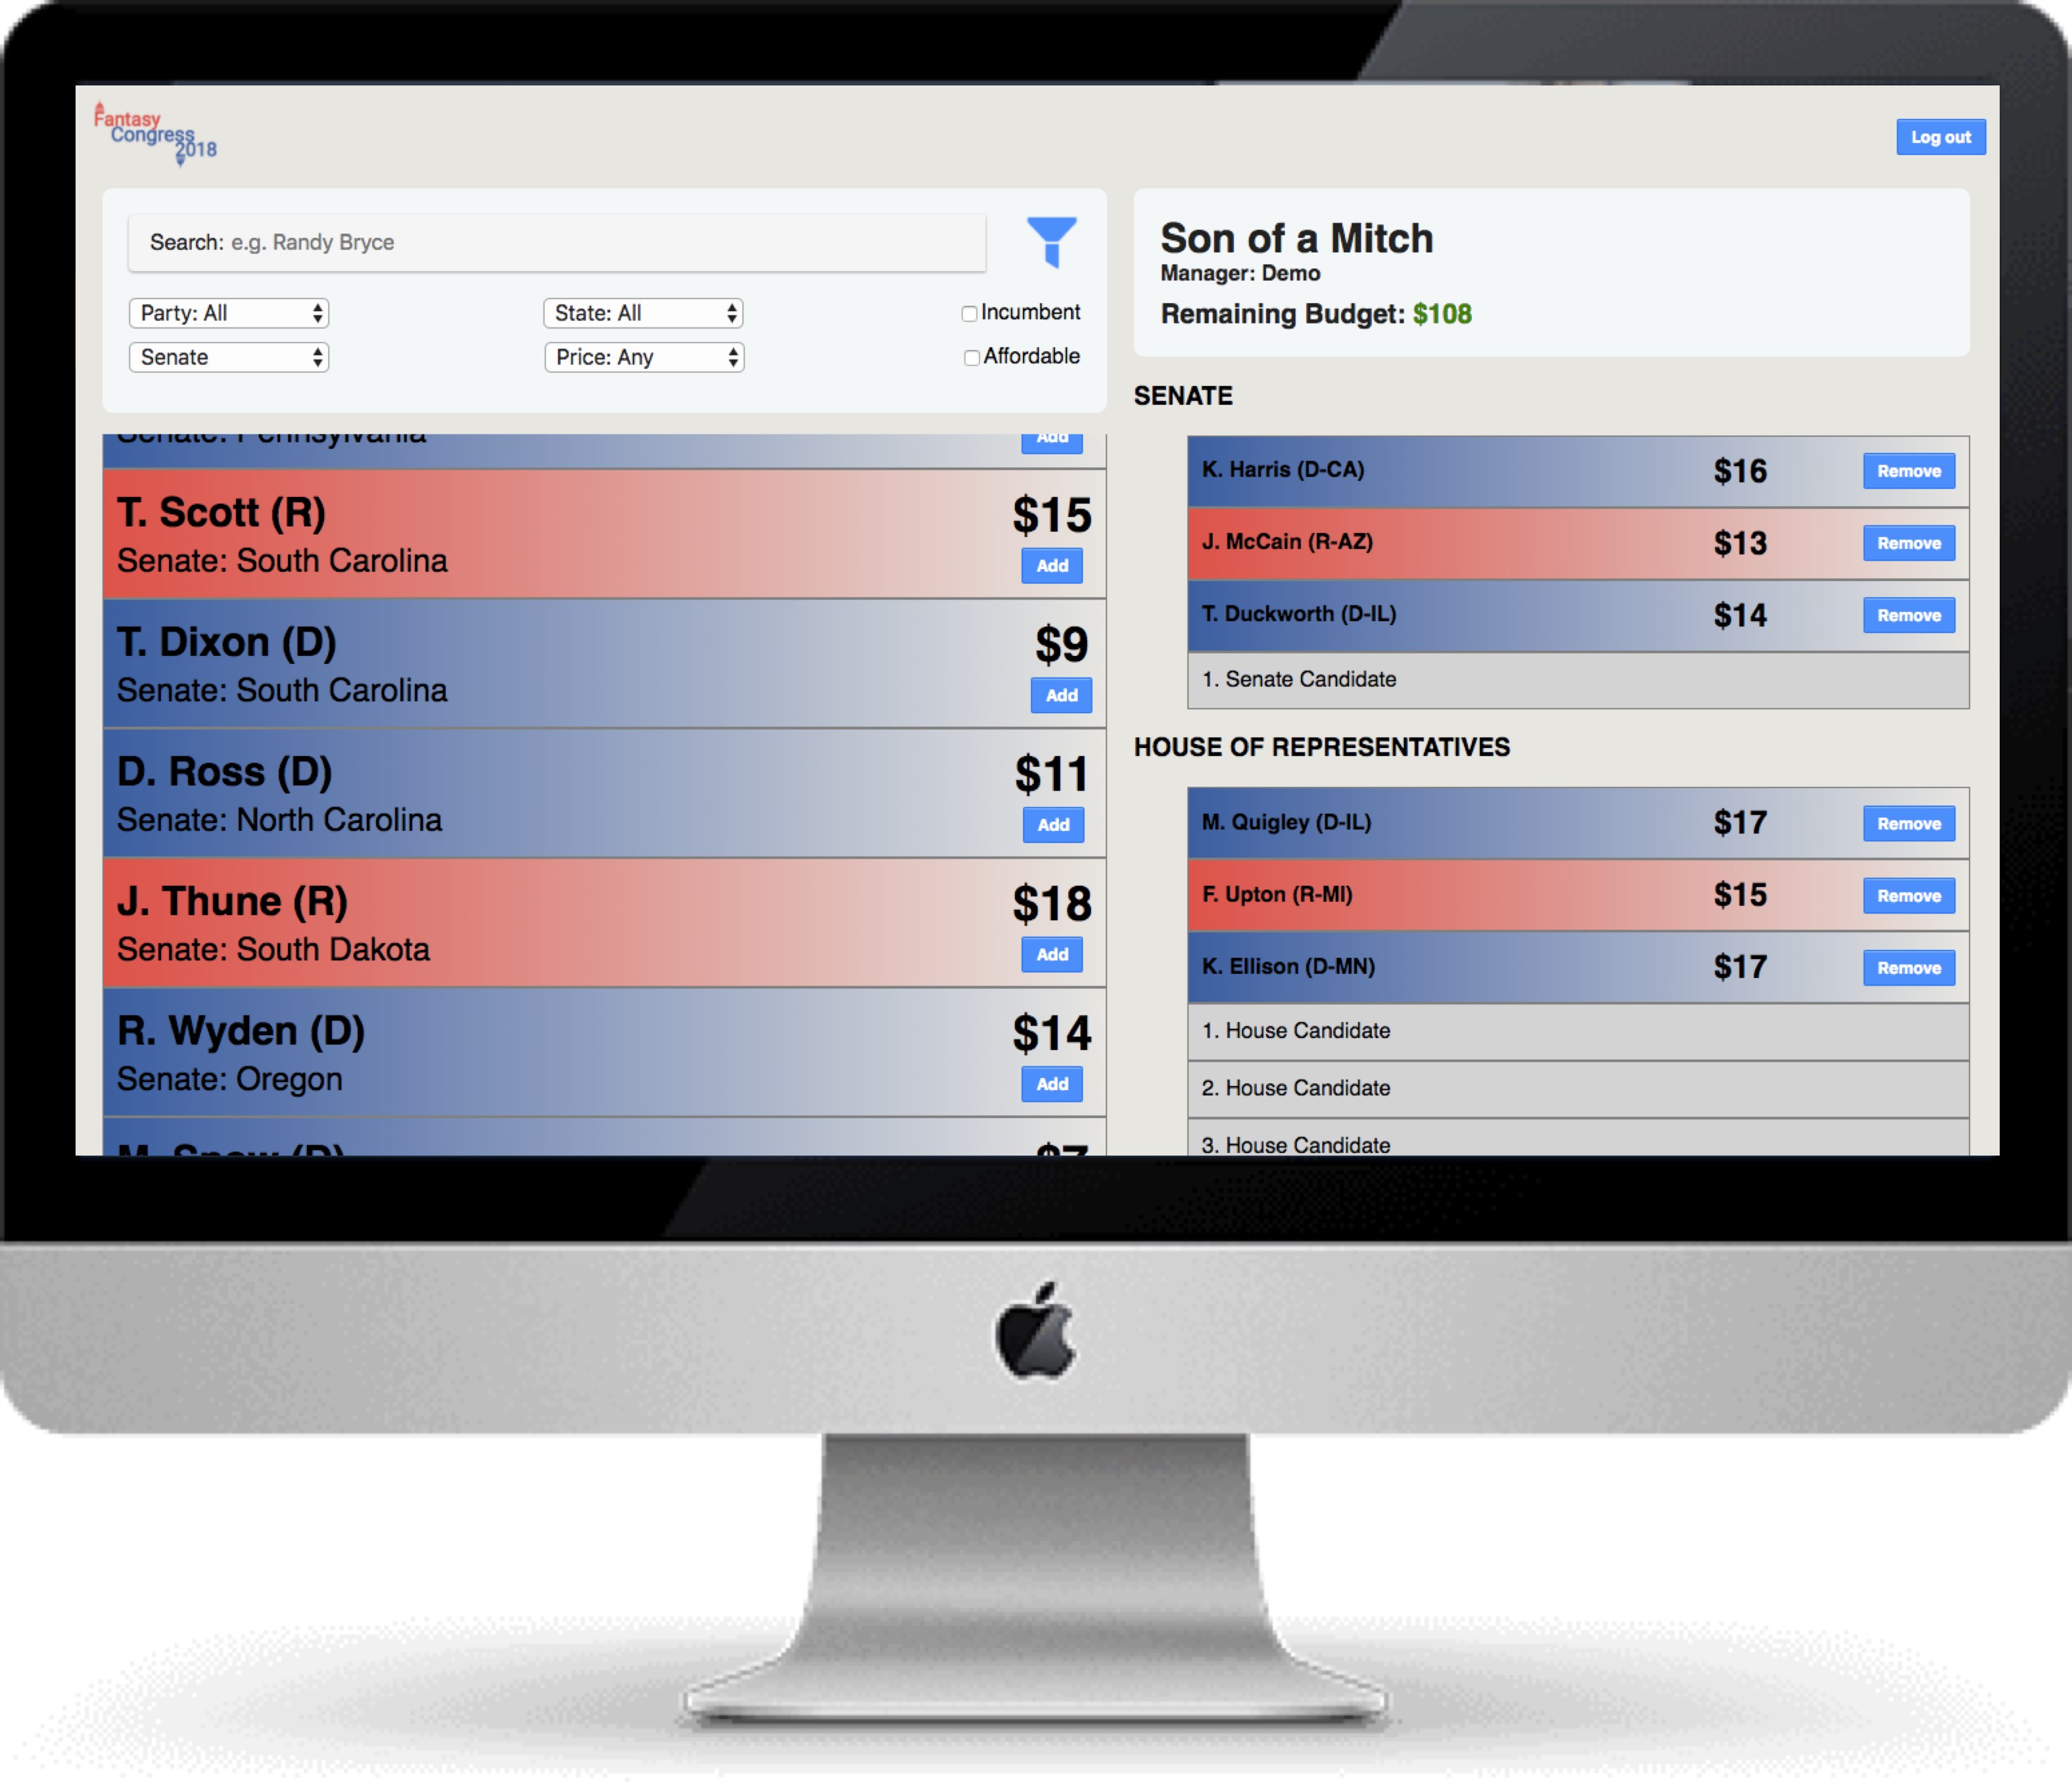 Fantasy
Congress
2018
Log out
Search: e.g. Randy Bryce
Party: All
State: All
Incumbent
Senate
Price: Any
Affordable
Senate: Pennsylvania
Add
T. Scott (R)
$15
Senate: South Carolina
Add
T. Dixon (D)
$9
Senate: South Carolina
Add
D. Ross (D)
$11
Senate: North Carolina
Add
J. Thune (R)
$18
Senate: South Dakota
Add
R. Wyden (D)
$14
Senate: Oregon
Add
M. Snow (D)
$7
Son of a Mitch
Manager: Demo
Remaining Budget: $108
SENATE
K. Harris (D-CA) $16 Remove
J. McCain (R-AZ) $13 Remove
T. Duckworth (D-IL) $14 Remove
1. Senate Candidate
HOUSE OF REPRESENTATIVES
M. Quigley (D-IL) $17 Remove
F. Upton (R-MI) $15 Remove
K. Ellison (D-MN) $17 Remove
1. House Candidate
2. House Candidate
3. House Candidate